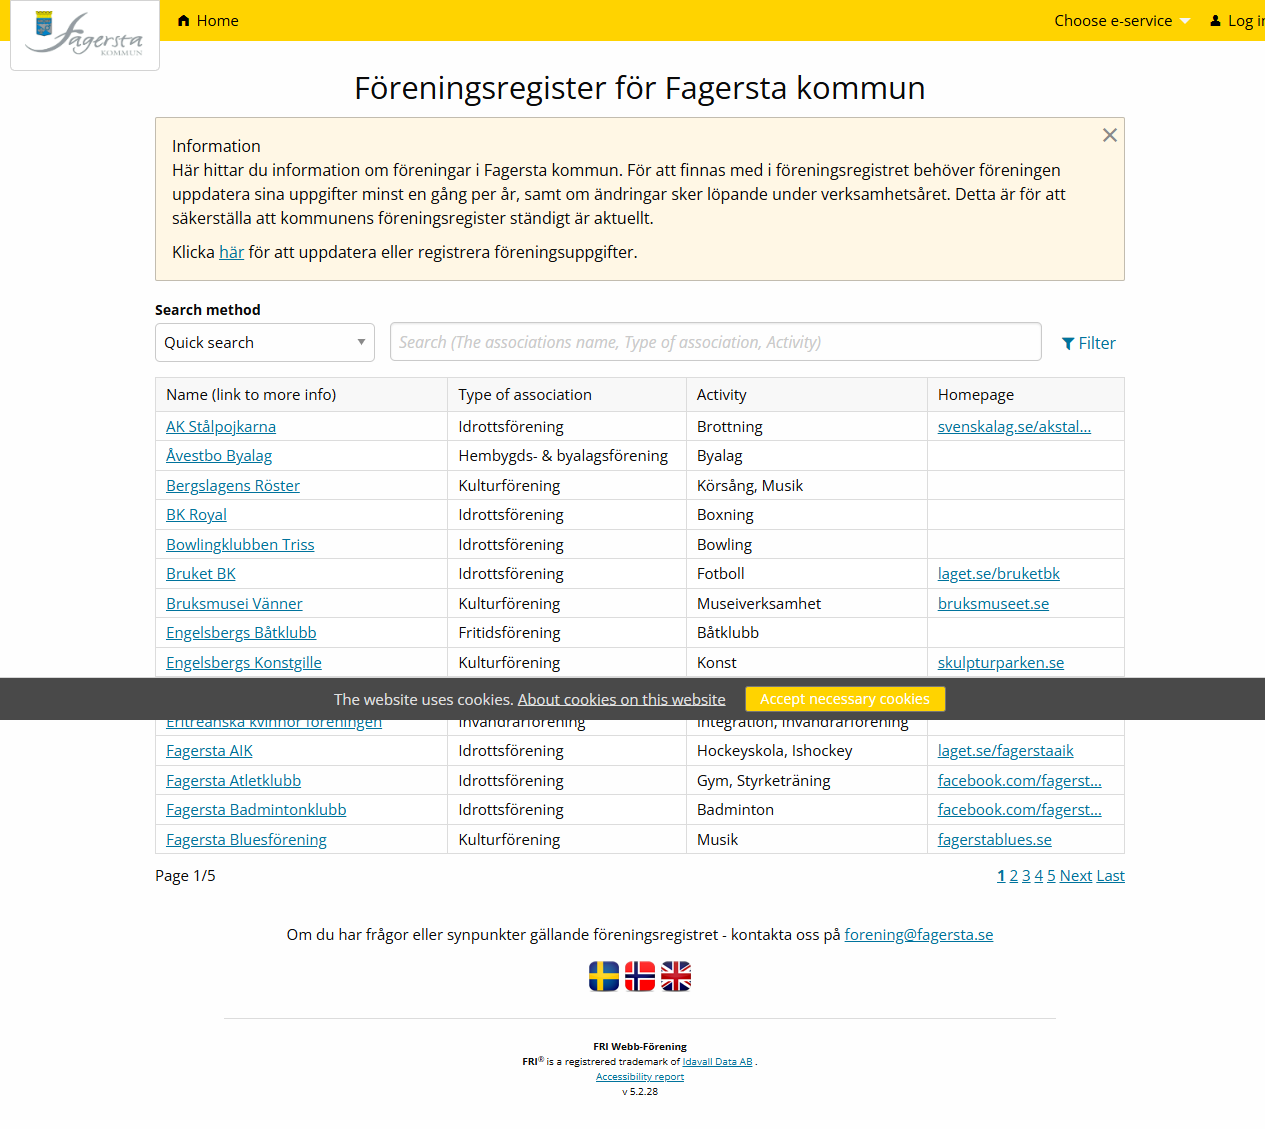 Fagersta
KOMMUN
Home
Choose e-service
Log in
Föreningsregister för Fagersta kommun
Information
Här hittar du information om föreningar i Fagersta kommun. För att finnas med i föreningsregistret behöver föreningen
uppdatera sina uppgifter minst en gång per år, samt om ändringar sker löpande under verksamhetsåret. Detta är för att
säkerställa att kommunens föreningsregister ständigt är aktuellt.
Klicka här för att uppdatera eller registrera föreningsuppgifter.
Search method
Quick search
Search (The associations name, Type of association, Activity)
Filter
Name (link to more info) Type of association Activity Homepage
AK Stålpojkarna Idrottsförening Brottning svenskalag.se/akstal...
Åvestbo Byalag Hembygds- & byalagsförening Byalag
Bergslagens Röster Kulturförening Körsång, Musik
BK Royal Idrottsförening Boxning
Bowlingklubben Triss Idrottsförening Bowling
Bruket BK Idrottsförening Fotboll laget.se/bruketbk
Bruksmusei Vänner Kulturförening Museiverksamhet bruksmuseet.se
Engelsbergs Båtklubb Fritidsförening Båtklubb
Engelsbergs Konstgille Kulturförening Konst skulpturparken.se
The website uses cookies. About cookies on this website Accept necessary cookies
Eritreanska kvinnor föreningen Invandrarförening Integration, Invandrarförening
Fagersta AIK Idrottsförening Hockeyskola, Ishockey laget.se/fagerstaaik
Fagersta Atletklubb Idrottsförening Gym, Styrketräning facebook.com/fagerst...
Fagersta Badmintonklubb Idrottsförening Badminton facebook.com/fagerst...
Fagersta Bluesförening Kulturförening Musik fagerstablues.se
Page 1/5
1 2 3 4 5 Next Last
Om du har frågor eller synpunkter gällande föreningsregistret - kontakta oss på forening@fagersta.se
FRI Webb-Förening
FRI® is a registrered trademark of Idavall Data AB .
Accessibility report
v 5.2.28